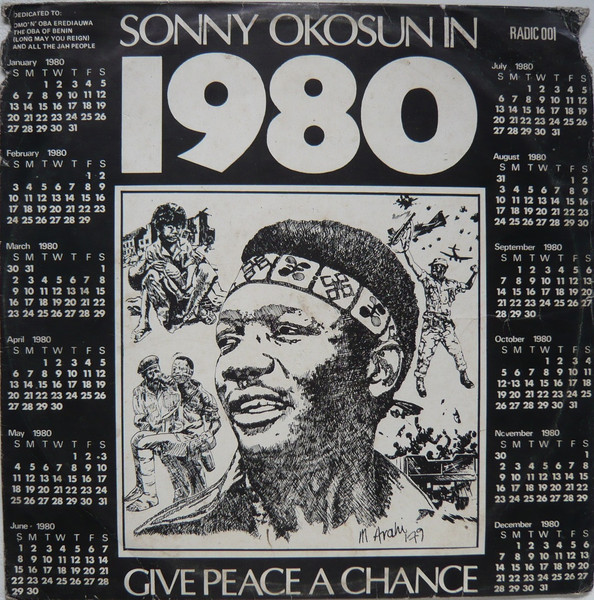 DEDICATED TO:
OMO 'N' OBA EREDIAUWA
THE OBA OF BENIN
(LONG MAY YOU REIGN)
AND ALL THE JAH PEOPLE
SONNY OKOSUN IN
1980
RADIC 001
January 1980
S M T W T F S
1 2 3 4 5
6 7 8 9 10 11 12
13 14 15 16 17 18 19
20 21 22 23 24 25 26
27 28 29 30 31
February 1980
S M T W T F S
1 2
3 4 5 6 7 8 9
10 11 12 13 14 15 16
17 18 19 20 21 22 23
24 25 26 27 28 29
March 1980
S M T W T F S
30 31 1
2 3 4 5 6 7 8
9 10 11 12 13 14 15
16 17 18 19 20 21 22
23 24 25 26 27 28 29
April 1980
S M T W T F S
1 2 3 4 5
6 7 8 9 10 11 12
13 14 15 16 17 18 19
20 21 22 23 24 25 26
27 28 29 30
May 1980
S M T W T F S
1 2 3
4 5 6 7 8 9 10
11 12 13 14 15 16 17
18 19 20 21 22 23 24
25 26 27 28 29 30 31
June 1980
S M T W T F S
1 2 3 4 5 6 7
8 9 10 11 12 13 14
15 16 17 18 19 20 21
22 23 24 25 26 27 28
29 30
July 1980
S M T W T F S
1 2 3 4 5
6 7 8 9 10 11 12
13 14 15 16 17 18 19
20 21 22 23 24 25 26
27 28 29 30 31
August 1980
S M T W T F S
31 1 2
3 4 5 6 7 8 9
10 11 12 13 14 15 16
17 18 19 20 21 22 23
24 25 26 27 28 29 30
September 1980
S M T W T F S
1 2 3 4 5 6
7 8 9 10 11 12 13
14 15 16 17 18 19 20
21 22 23 24 25 26 27
28 29 30
October 1980
S M T W T F S
1 2 3 4
5 6 7 8 9 10 11
12-13 14 15 16 17 18
19 20 21 22 23 24 25
26 27 28 29 30 31
November 1980
S M T W T F S
30 1
2 3 4 5 6 7 8
9 10 11 12 13 14 15
16 17 18 19 20 21 22
23 24 25 26 27 28 29
December 1980
S M T W T F S
1 2 3 4 5 6
7 8 9 10 11 12 13
14 15 16 17 18 19 20
21 22 23 24 25 26 27
28 29 30 31
M Arahi '79
GIVE PEACE A CHANCE